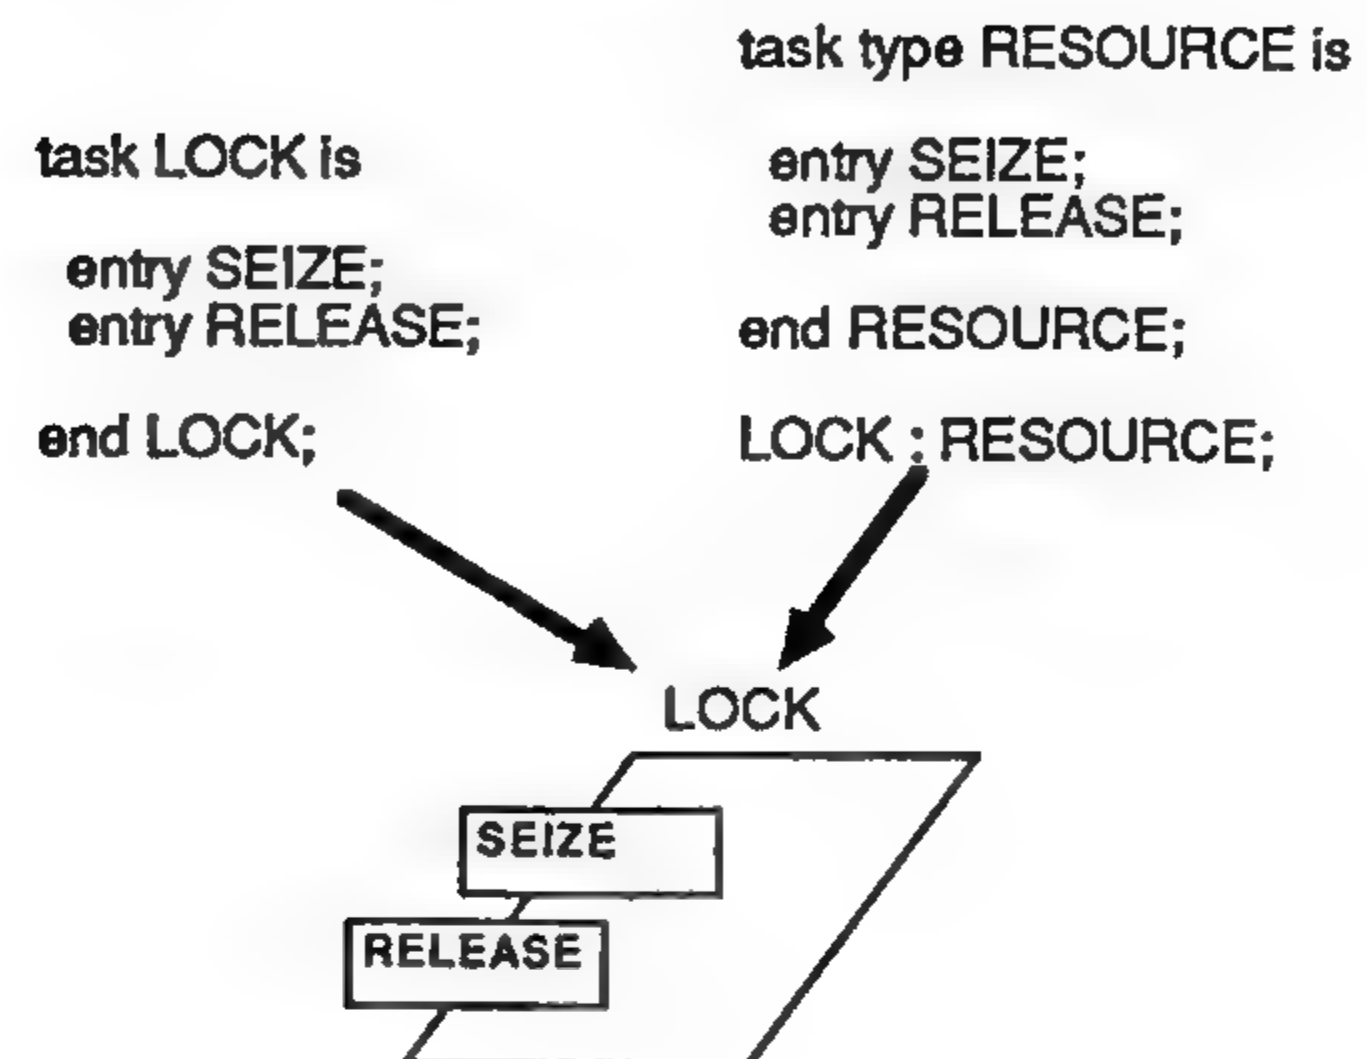 task LOCK is
entry SEIZE;
entry RELEASE;
end LOCK;
task type RESOURCE is
entry SEIZE;
entry RELEASE;
end RESOURCE;
LOCK : RESOURCE;
LOCK
SEIZE
RELEASE